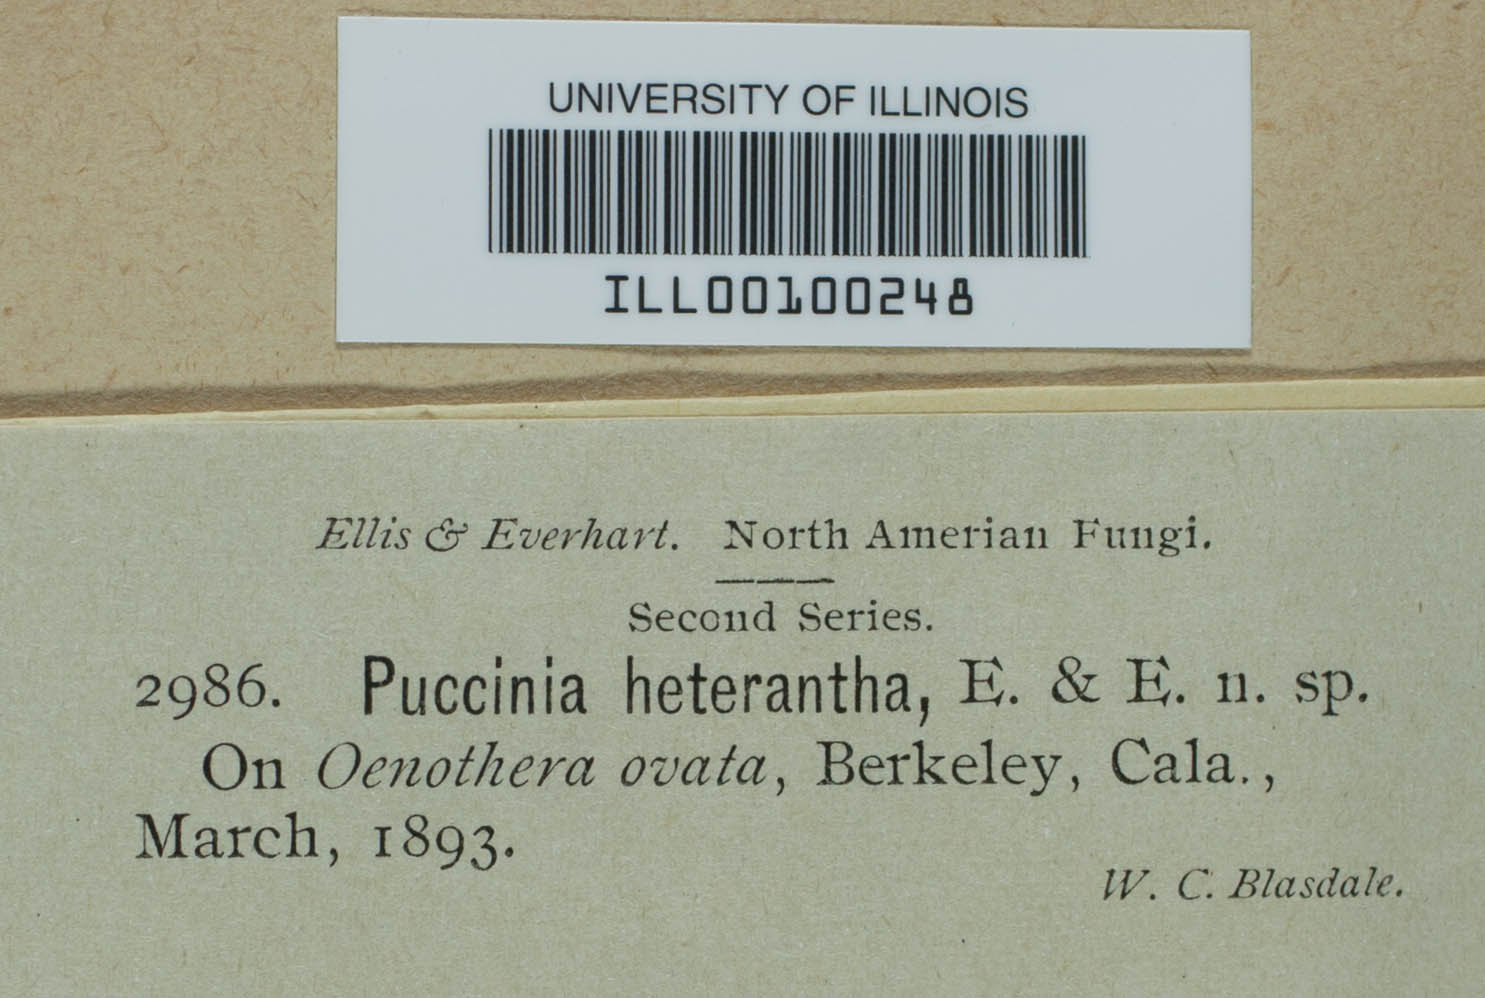 UNIVERSITY OF ILLINOIS
ILL00100248
Ellis & Everhart. North Amerian Fungi.
Second Series.
2986. Puccinia heterantha, E. & E. n. sp.
On Oenothera ovata, Berkeley, Cala.,
March, 1893.
W. C. Blasdale.